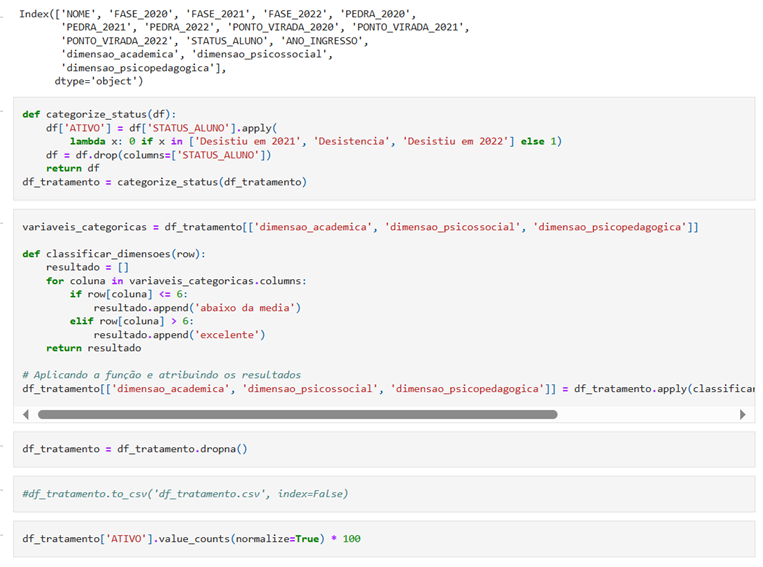 Index(['NOME', 'FASE_2020', 'FASE_2021', 'FASE_2022', 'PEDRA_2020',
       'PEDRA_2021', 'PEDRA_2022', 'PONTO_VIRADA_2020', 'PONTO_VIRADA_2021',
       'PONTO_VIRADA_2022', 'STATUS_ALUNO', 'ANO_INGRESSO',
       'dimensao_academica', 'dimensao_psicossocial',
       'dimensao_psicopedagogica'],
      dtype='object')
def categorize_status(df):
    df['ATIVO'] = df['STATUS_ALUNO'].apply(
        lambda x: 0 if x in ['Desistiu em 2021', 'Desistencia', 'Desistiu em 2022'] else 1)
    df = df.drop(columns=['STATUS_ALUNO'])
    return df
df_tratamento = categorize_status(df_tratamento)
variaveis_categoricas = df_tratamento[['dimensao_academica', 'dimensao_psicossocial', 'dimensao_psicopedagogica']]
def classificar_dimensoes(row):
    resultado = []
    for coluna in variaveis_categoricas.columns:
        if row[coluna] <= 6:
            resultado.append('abaixo da media')
        elif row[coluna] > 6:
            resultado.append('excelente')
    return resultado
# Aplicando a função e atribuindo os resultados
df_tratamento[['dimensao_academica', 'dimensao_psicossocial', 'dimensao_psicopedagogica']] = df_tratamento.apply(classificar
df_tratamento = df_tratamento.dropna()
#df_tratamento.to_csv('df_tratamento.csv', index=False)
df_tratamento['ATIVO'].value_counts(normalize=True) * 100